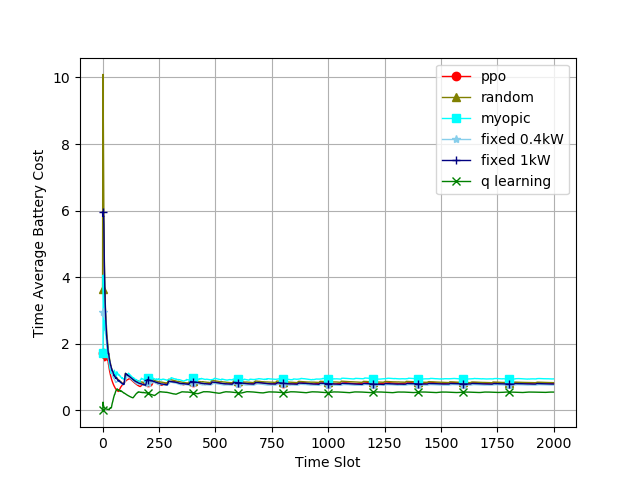 10
8
6
4
2
0
Time Average Battery Cost
ppo
random
myopic
fixed 0.4kW
fixed 1kW
q learning
0 250 500 750 1000 1250 1500 1750 2000
Time Slot